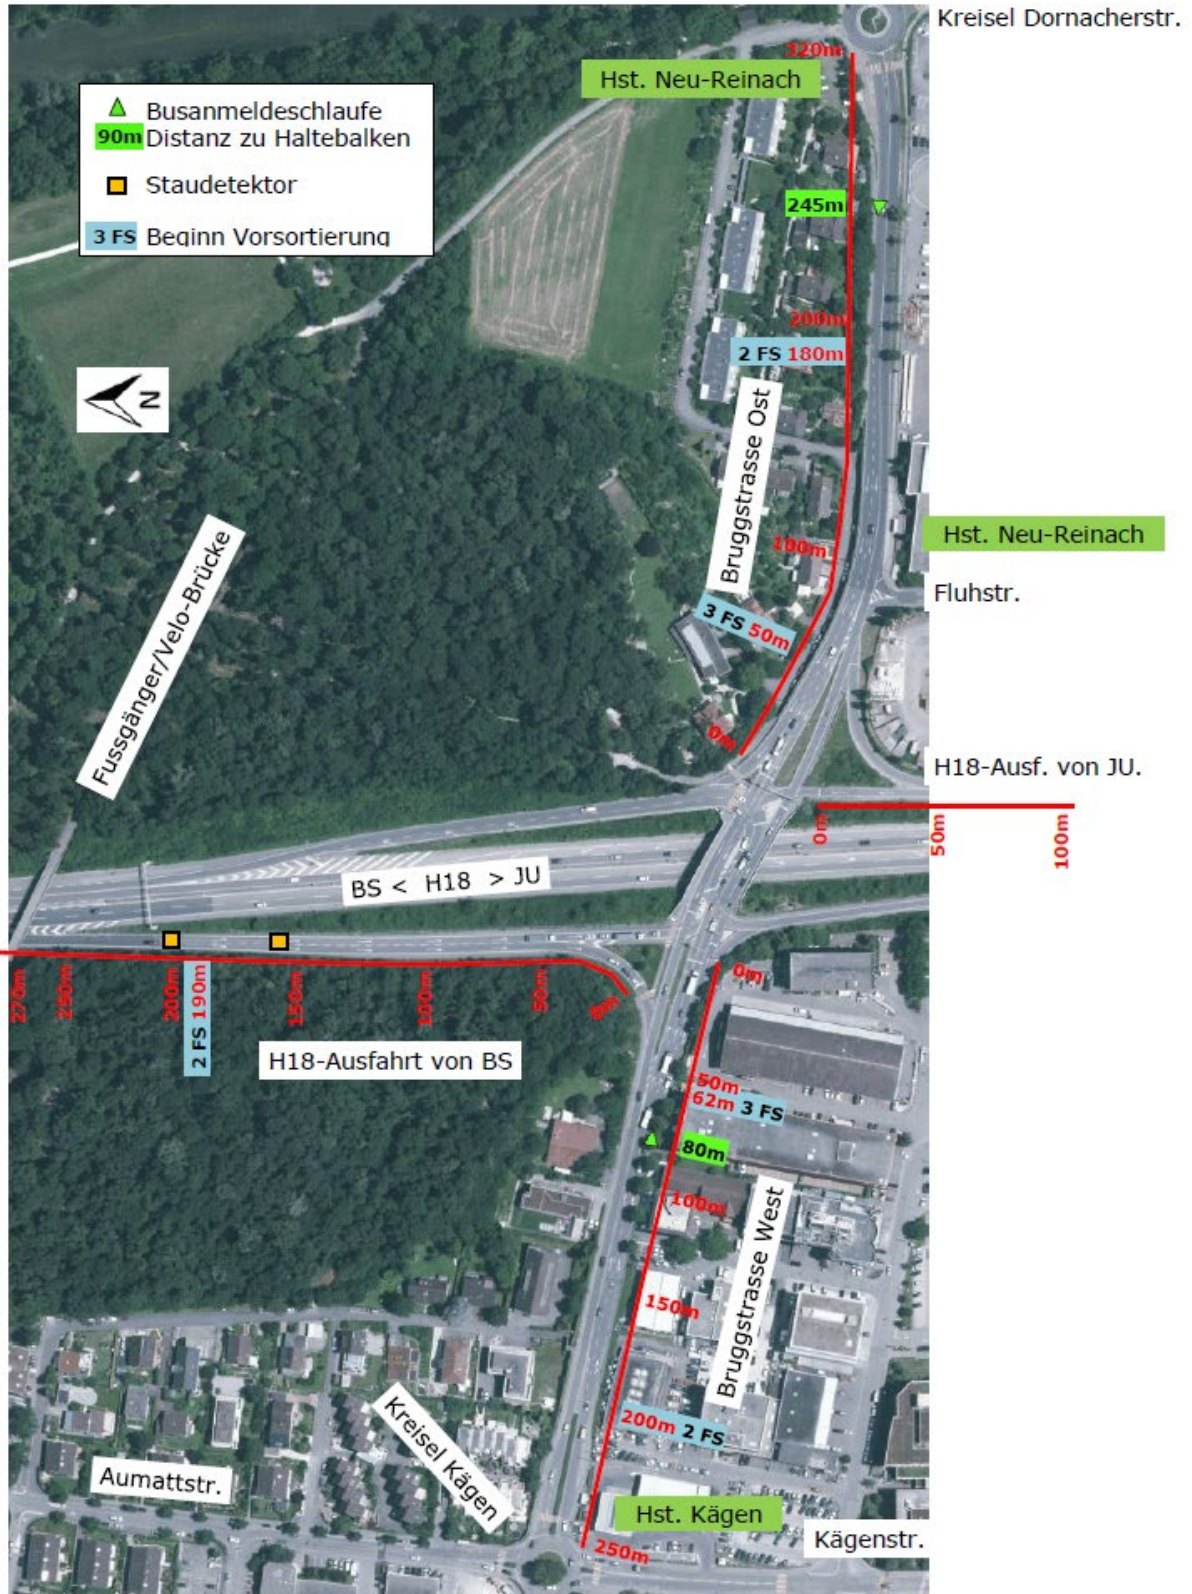 Kreisel Dornacherstr.
320m
Hst. Neu-Reinach
Busanmeldeschlaufe
90m Distanz zu Haltebalken
Staudetektor
3 FS Beginn Vorsortierung
245m
200m
2 FS 180m
N
Bruggstrasse Ost
100m
Hst. Neu-Reinach
Fluhstr.
3 FS 50m
0m
Fussgänger/Velo-Brücke
H18-Ausf. von JU.
0m
50m
100m
BS < H18 > JU
270m
250m
200m
2 FS 190m
150m
100m
50m
0m
H18-Ausfahrt von BS
0m
50m
62m 3 FS
80m
100m
Bruggstrasse West
150m
200m 2 FS
Kreisel Kägen
Aumattstr.
Hst. Kägen
Kägenstr.
250m